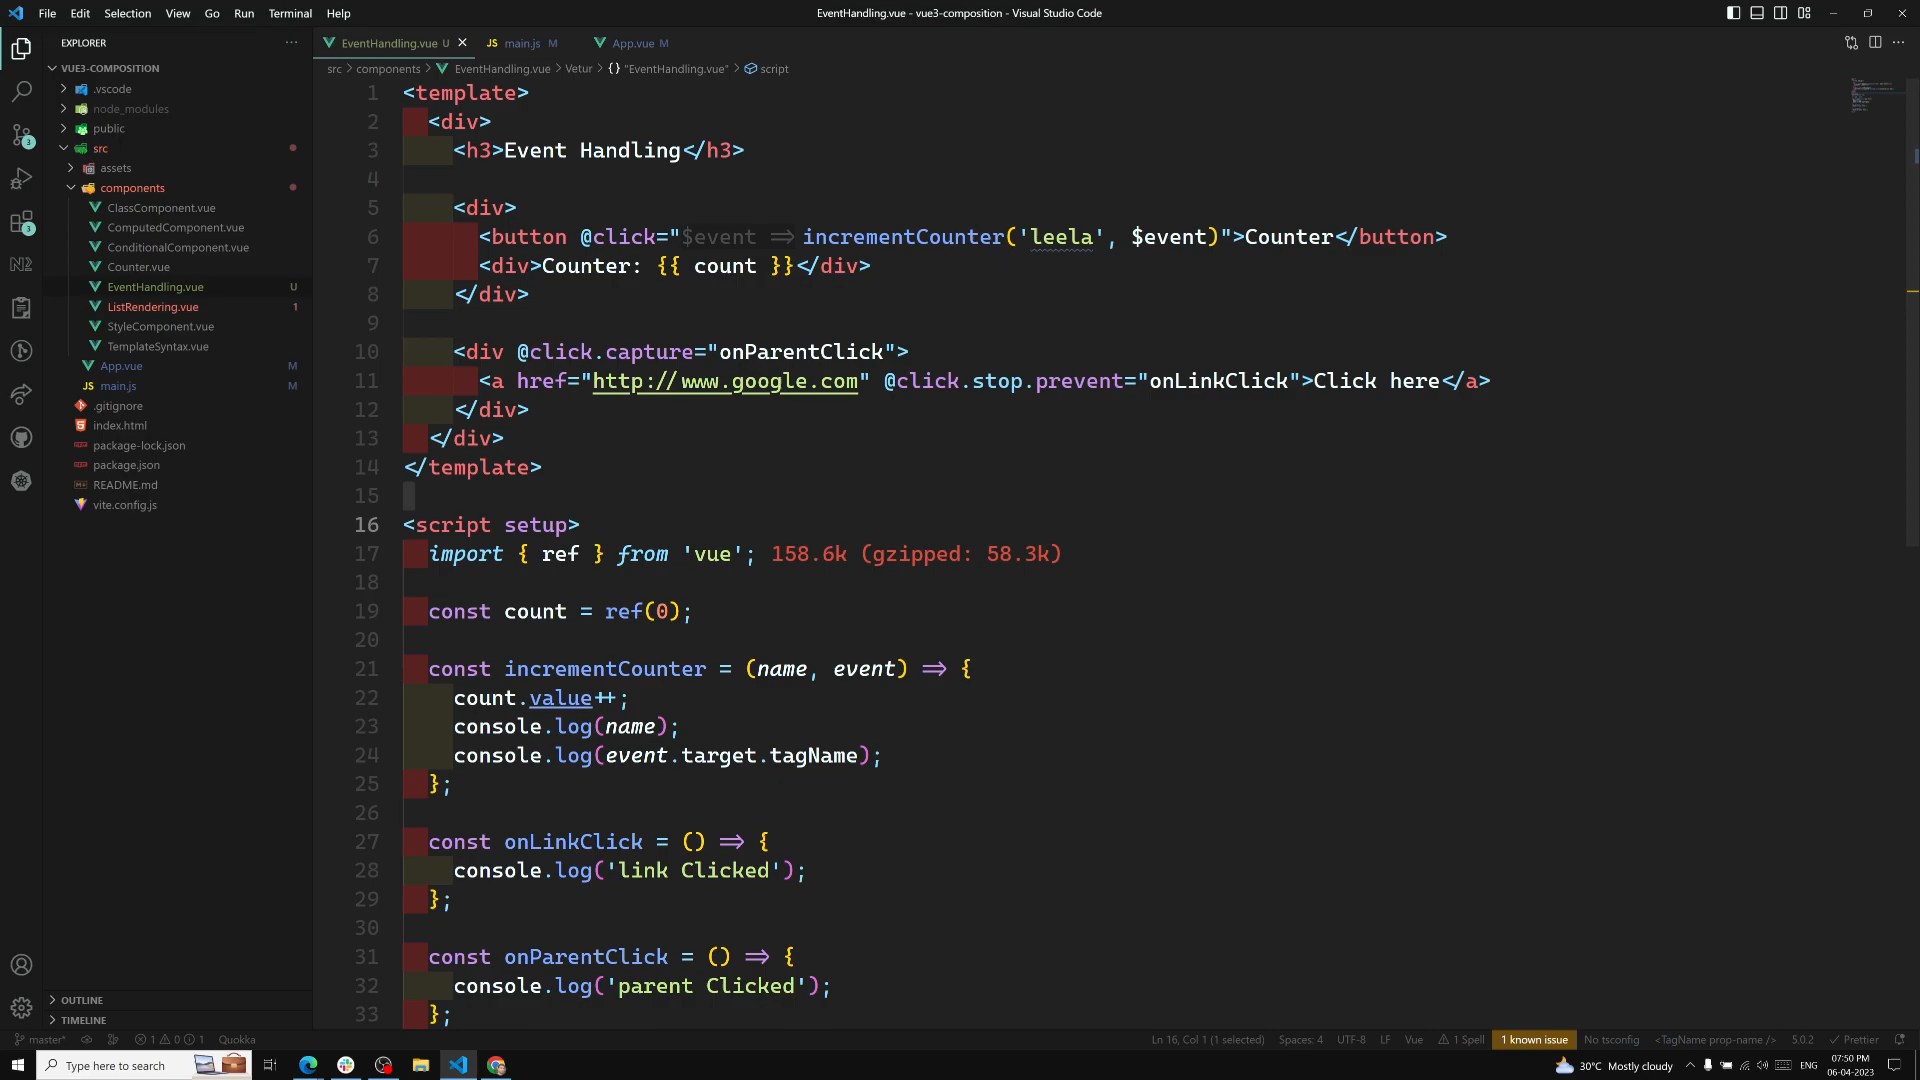 File Edit Selection View Go Run Terminal Help
EventHandling.vue - vue3-composition - Visual Studio Code
EXPLORER
VUE3-COMPOSITION
.vscode
node_modules
public
src
assets
components
ClassComponent.vue
ComputedComponent.vue
ConditionalComponent.vue
Counter.vue
EventHandling.vue U
ListRendering.vue 1
StyleComponent.vue
TemplateSyntax.vue
App.vue M
JS main.js M
.gitignore
index.html
package-lock.json
package.json
README.md
vite.config.js
OUTLINE
TIMELINE
3
3
EventHandling.vue U
JS main.js M
App.vue M
src > components > EventHandling.vue > Vetur > {} "EventHandling.vue" > script
1 <template>
2 <div>
3 <h3>Event Handling</h3>
4
5 <div>
6 <button @click="$event => incrementCounter('leela', $event)">Counter</button>
7 <div>Counter: {{ count }}</div>
8 </div>
9
10 <div @click.capture="onParentClick">
11 <a href="http://www.google.com" @click.stop.prevent="onLinkClick">Click here</a>
12 </div>
13 </div>
14 </template>
15
16 <script setup>
17 import { ref } from 'vue'; 158.6k (gzipped: 58.3k)
18
19 const count = ref(0);
20
21 const incrementCounter = (name, event) => {
22 count.value++;
23 console.log(name);
24 console.log(event.target.tagName);
25 };
26
27 const onLinkClick = () => {
28 console.log('link Clicked');
29 };
30
31 const onParentClick = () => {
32 console.log('parent Clicked');
33 };
master* 1 0 1 Quokka
Ln 16, Col 1 (1 selected) Spaces: 4 UTF-8 LF Vue 1 Spell 1 known issue No tsconfig <TagName prop-name /> 5.0.2 Prettier
Type here to search
30°C Mostly cloudy ENG 07:50 PM
06-04-2023